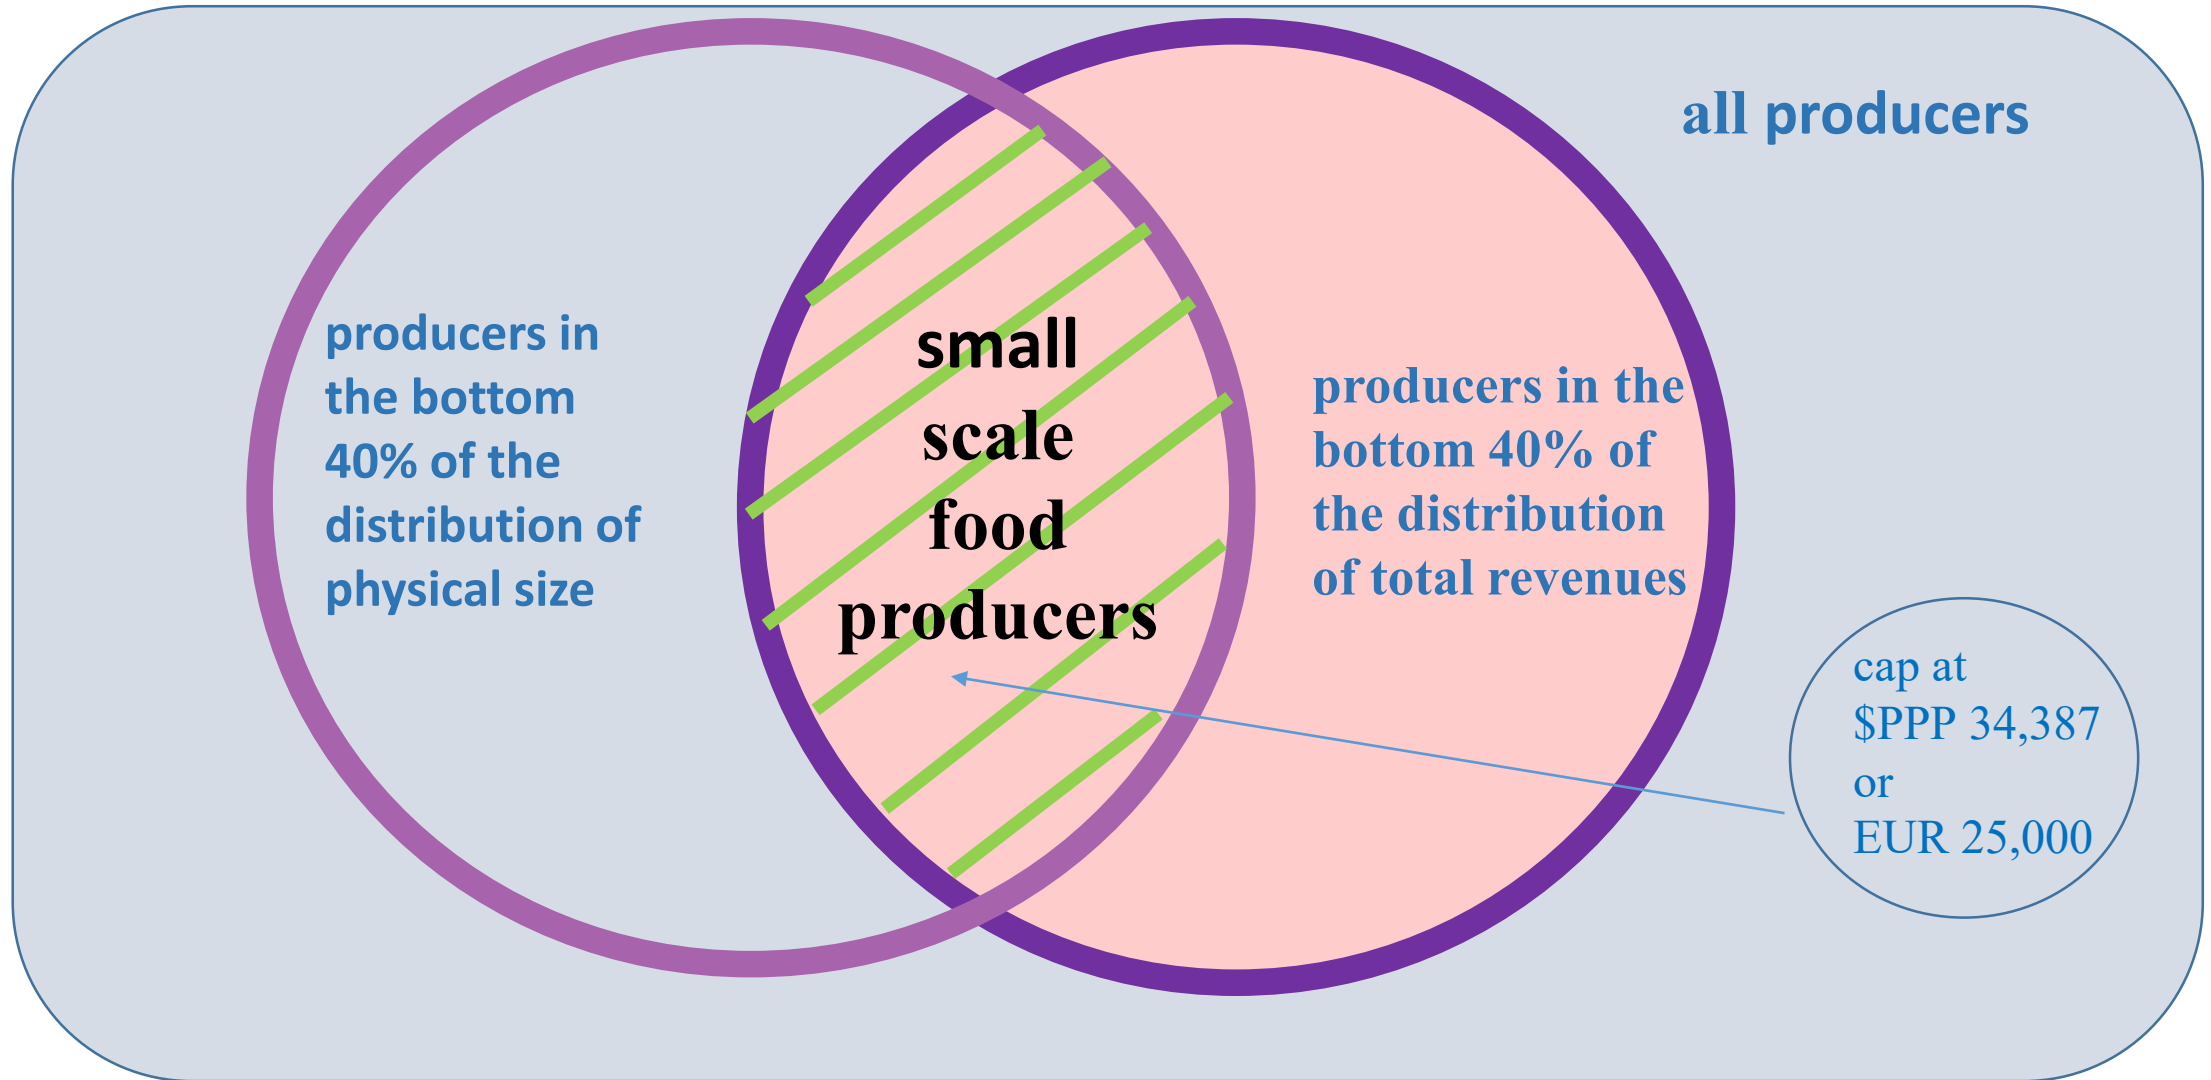 all producers
producers in
the bottom
40% of the
distribution of
physical size
small
scale
food
producers
producers in the
bottom 40% of
the distribution
of total revenues
cap at
$PPP 34,387
or
EUR 25,000